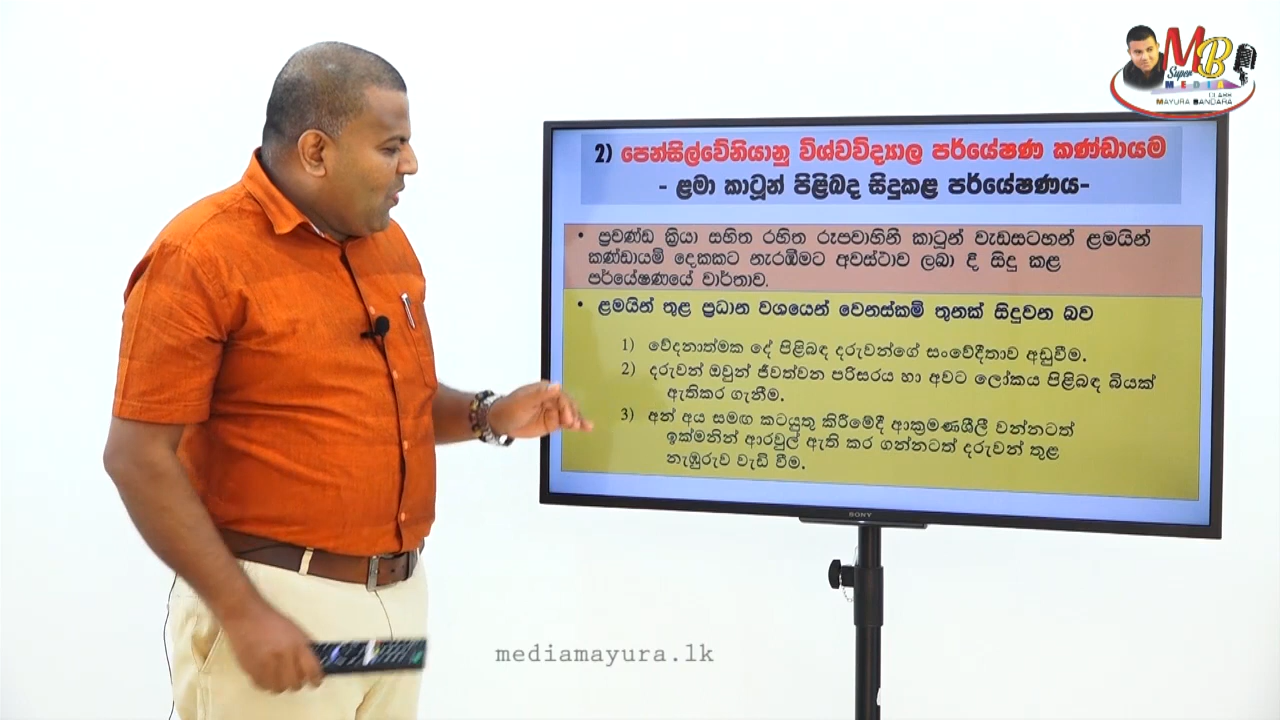 M
B
Super
MEDIA
MAYURA BANDARA
2) පෙන්සිල්වේනියානු විශ්වවිද්‍යාල පර්යේෂණ කණ්ඩායම
- ළමා කාටූන් පිළිබද සිදුකළ පර්යේෂණය-
• ප්‍රචණ්ඩ ක්‍රියා සහිත රහිත රූපවාහිනී කාටූන් වැඩසටහන් ළමයින්
කණ්ඩායම් දෙකකට නැරඹීමට අවස්ථාව ලබා දී සිදු කළ
පර්යේෂණයේ වාර්තාව.
• ළමයින් තුළ ප්‍රධාන වශයෙන් වෙනස්කම් තුනක් සිදුවන බව
1) වේදනාත්මක දේ පිළිබඳ දරුවන්ගේ සංවේදීතාව අඩුවීම.
2) දරුවන් ඔවුන් ජීවත්වන පරිසරය හා අවට ලෝකය පිළිබඳ බියක්
ඇතිකර ගැනීම.
3) අන් අය සමඟ කටයුතු කිරීමේදී ආක්‍රමණශීලී වන්නටත්
ඉක්මනින් ආරවුල් ඇති කර ගන්නටත් දරුවන් තුළ
නැඹුරුව වැඩි වීම.
SONY
mediamayura.lk